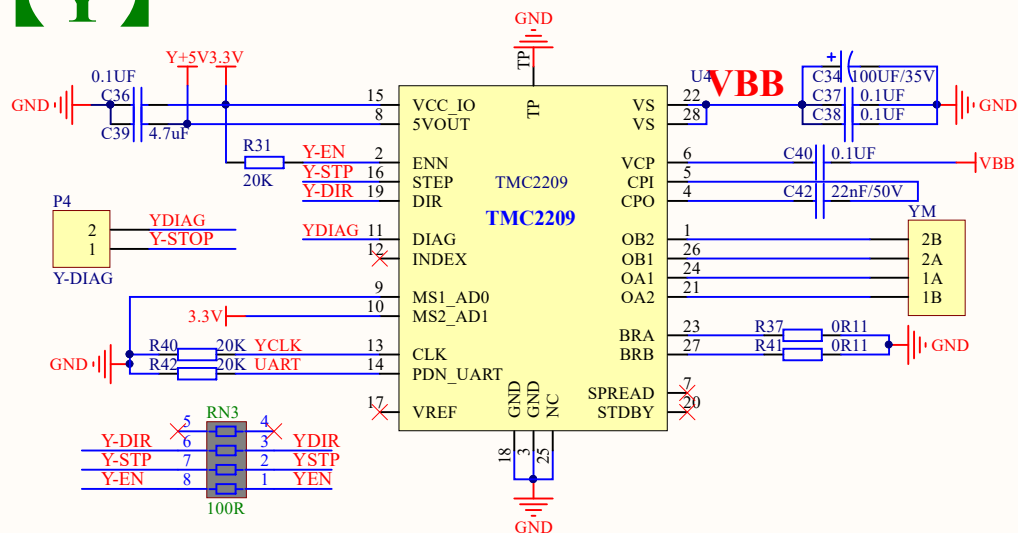 【Y】
GND
Y+5V
3.3V
TP
TP
U4
VBB
C34
+
100UF/35V
0.1UF
C36
GND
C39
4.7uF
15
VCC_IO
8
5VOUT
VS
22
VS
28
C37
0.1UF
C38
0.1UF
GND
R31
20K
Y-EN
2
ENN
Y-STP
16
STEP
Y-DIR
19
DIR
TMC2209
TMC2209
VCP
6
C40
0.1UF
VBB
CPI
5
CPO
4
C42
22nF/50V
P4
2
YDIAG
1
Y-STOP
Y-DIAG
YDIAG
11
DIAG
12
INDEX
OB2
1
OB1
26
OA1
24
OA2
21
YM
2B
2A
1A
1B
9
MS1_AD0
3.3V
10
MS2_AD1
GND
R40
20K
YCLK
13
CLK
R42
20K
UART
14
PDN_UART
BRA
23
R37
0R11
BRB
27
R41
0R11
GND
17
VREF
SPREAD
7
STDBY
20
GND
GND
NC
18
3
25
GND
RN3
5
4
Y-DIR
6
3
YDIR
Y-STP
7
2
YSTP
Y-EN
8
1
YEN
100R